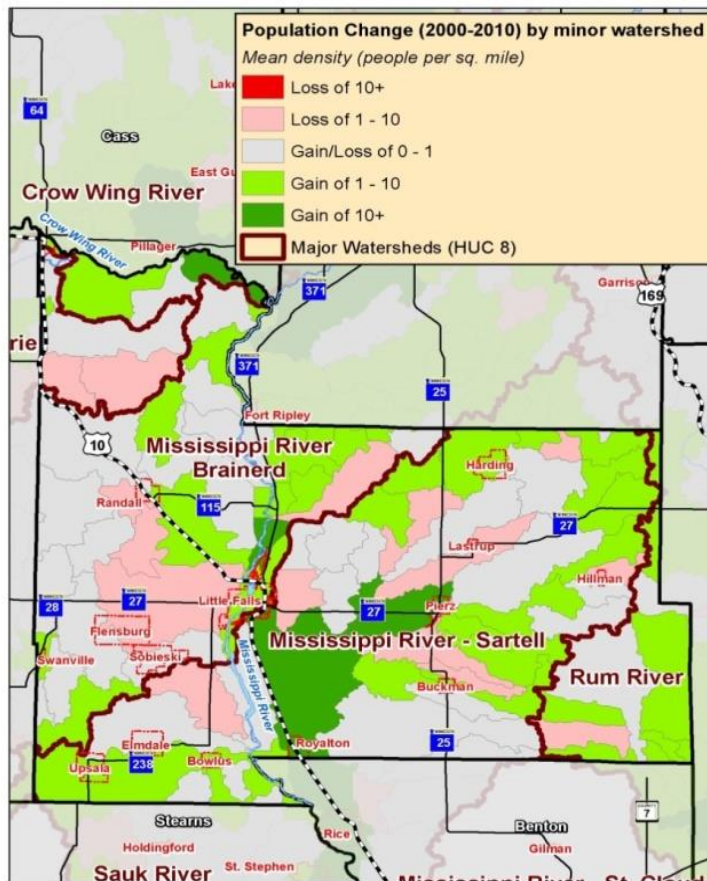 Population Change (2000-2010) by minor watershed
Mean density (people per sq. mile)
Loss of 10+
Loss of 1 - 10
Gain/Loss of 0 - 1
Gain of 1 - 10
Gain of 10+
Major Watersheds (HUC 8)
64
Cass
Crow Wing River
Crow Wing River
Pillager
371
Garrison
169
371
25
Fort Ripley
10
Mississippi River
Brainerd
Harding
Randall
115
27
Lastrup
Hillman
28
27
Little Falls
27
Pierz
Flensburg
Mississippi River - Sartell
Swanville
Sobieski
Mississippi River
Rum River
Buckman
Royalton
25
Elmdale
Upsala
238
Bowlus
Stearns
Rice
Benton
7
Holdingford
Gilman
Sauk River
St. Stephen
Mississippi River - St. Cloud